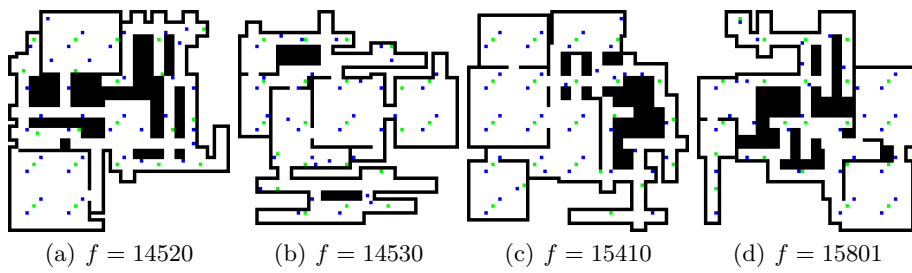 (a) f = 14520 (b) f = 14530 (c) f = 15410 (d) f = 15801